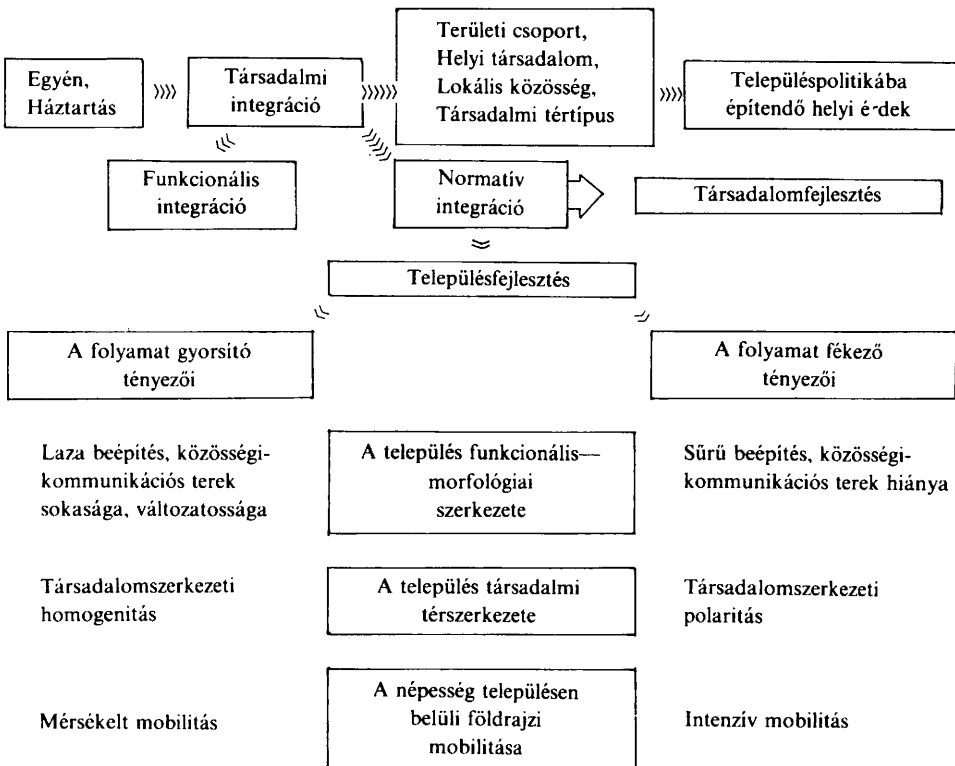 Egyén,
Háztartás
Társadalmi
integráció
Területi csoport,
Helyi társadalom,
Lokális közösség,
Társadalmi tértípus
Településpolitikába
építendő helyi érdek
Funkcionális
integráció
Normatív
integráció
Társadalomfejlesztés
Településfejlesztés
A folyamat gyorsító
tényezői
A folyamat fékező
tényezői
Laza beépítés, közösségi-
kommunikációs terek
sokasága, változatossága
A település funkcionális—
morfológiai
szerkezete
Sűrű beépítés, közösségi-
kommunikációs terek hiánya
Társadalomszerkezeti
homogenitás
A település társadalmi
térszerkezete
Társadalomszerkezeti
polaritás
Mérsékelt mobilitás
A népesség településen
belüli földrajzi
mobilitása
Intenzív mobilitás